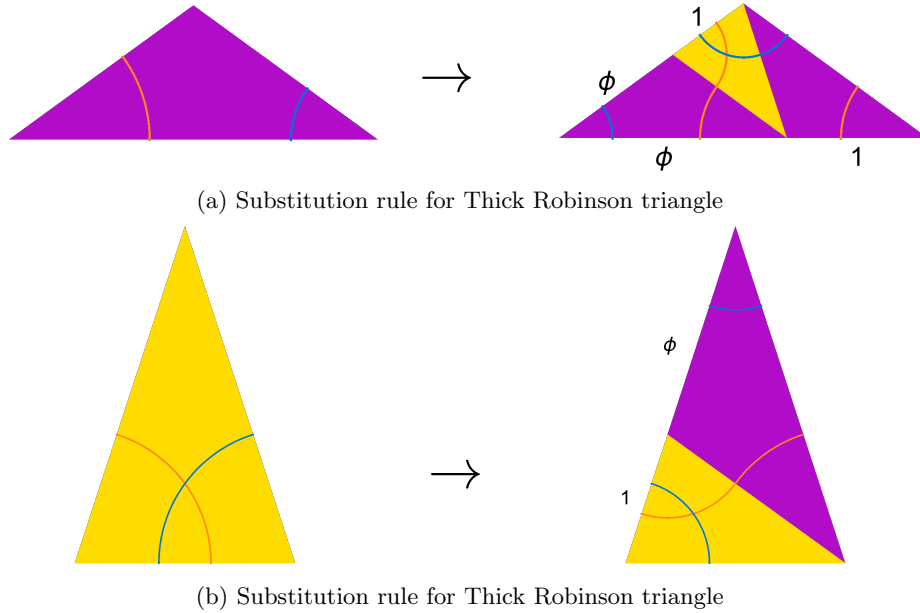 1
→
ϕ
ϕ
1
(a) Substitution rule for Thick Robinson triangle
ϕ
→
1
(b) Substitution rule for Thick Robinson triangle